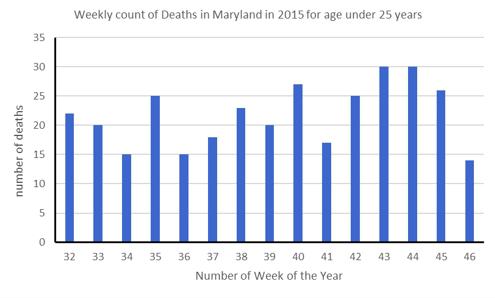 Weekly count of Deaths in Maryland in 2015 for age under 25 years
number of deaths
35
30
25
20
15
10
5
0
32 33 34 35 36 37 38 39 40 41 42 43 44 45 46
Number of Week of the Year